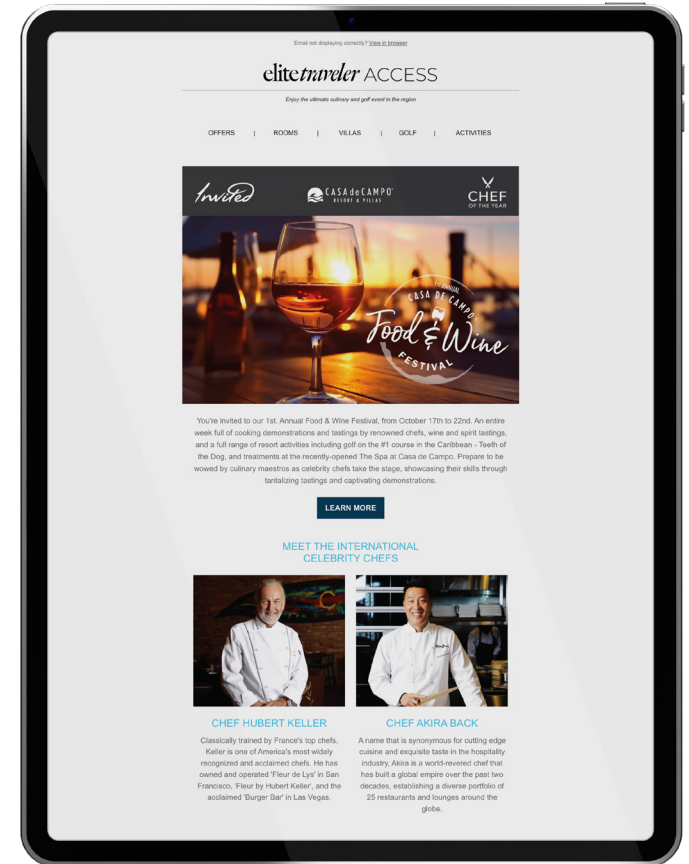 Email not displaying correctly? View in browser
elitetraveler ACCESS
Enjoy the ultimate culinary and golf event in the region
OFFERS | ROOMS | VILLAS | GOLF | ACTIVITIES
Invited
CASA de CAMPO
RESORT & VILLAS
CHEF
OF THE YEAR
1ST ANNUAL
CASA DE CAMPO
Food & Wine
FESTIVAL
You're invited to our 1st. Annual Food & Wine Festival, from October 17th to 22nd. An entire
week full of cooking demonstrations and tastings by renowned chefs, wine and spirit tastings,
and a full range of resort activities including golf on the #1 course in the Caribbean - Teeth of
the Dog, and treatments at the recently-opened The Spa at Casa de Campo. Prepare to be
wowed by culinary maestros as celebrity chefs take the stage, showcasing their skills through
tantalizing tastings and captivating demonstrations.
LEARN MORE
MEET THE INTERNATIONAL
CELEBRITY CHEFS
CHEF HUBERT KELLER
Classically trained by France's top chefs,
Keller is one of America's most widely
recognized and acclaimed chefs. He has
owned and operated 'Fleur de Lys' in San
Francisco, 'Fleur by Hubert Keller', and the
acclaimed 'Burger Bar' in Las Vegas.
CHEF AKIRA BACK
A name that is synonymous for cutting edge
cuisine and exquisite taste in the hospitality
industry, Akira is a world-revered chef that
has built a global empire over the past two
decades, establishing a diverse portfolio of
25 restaurants and lounges around the
globe.